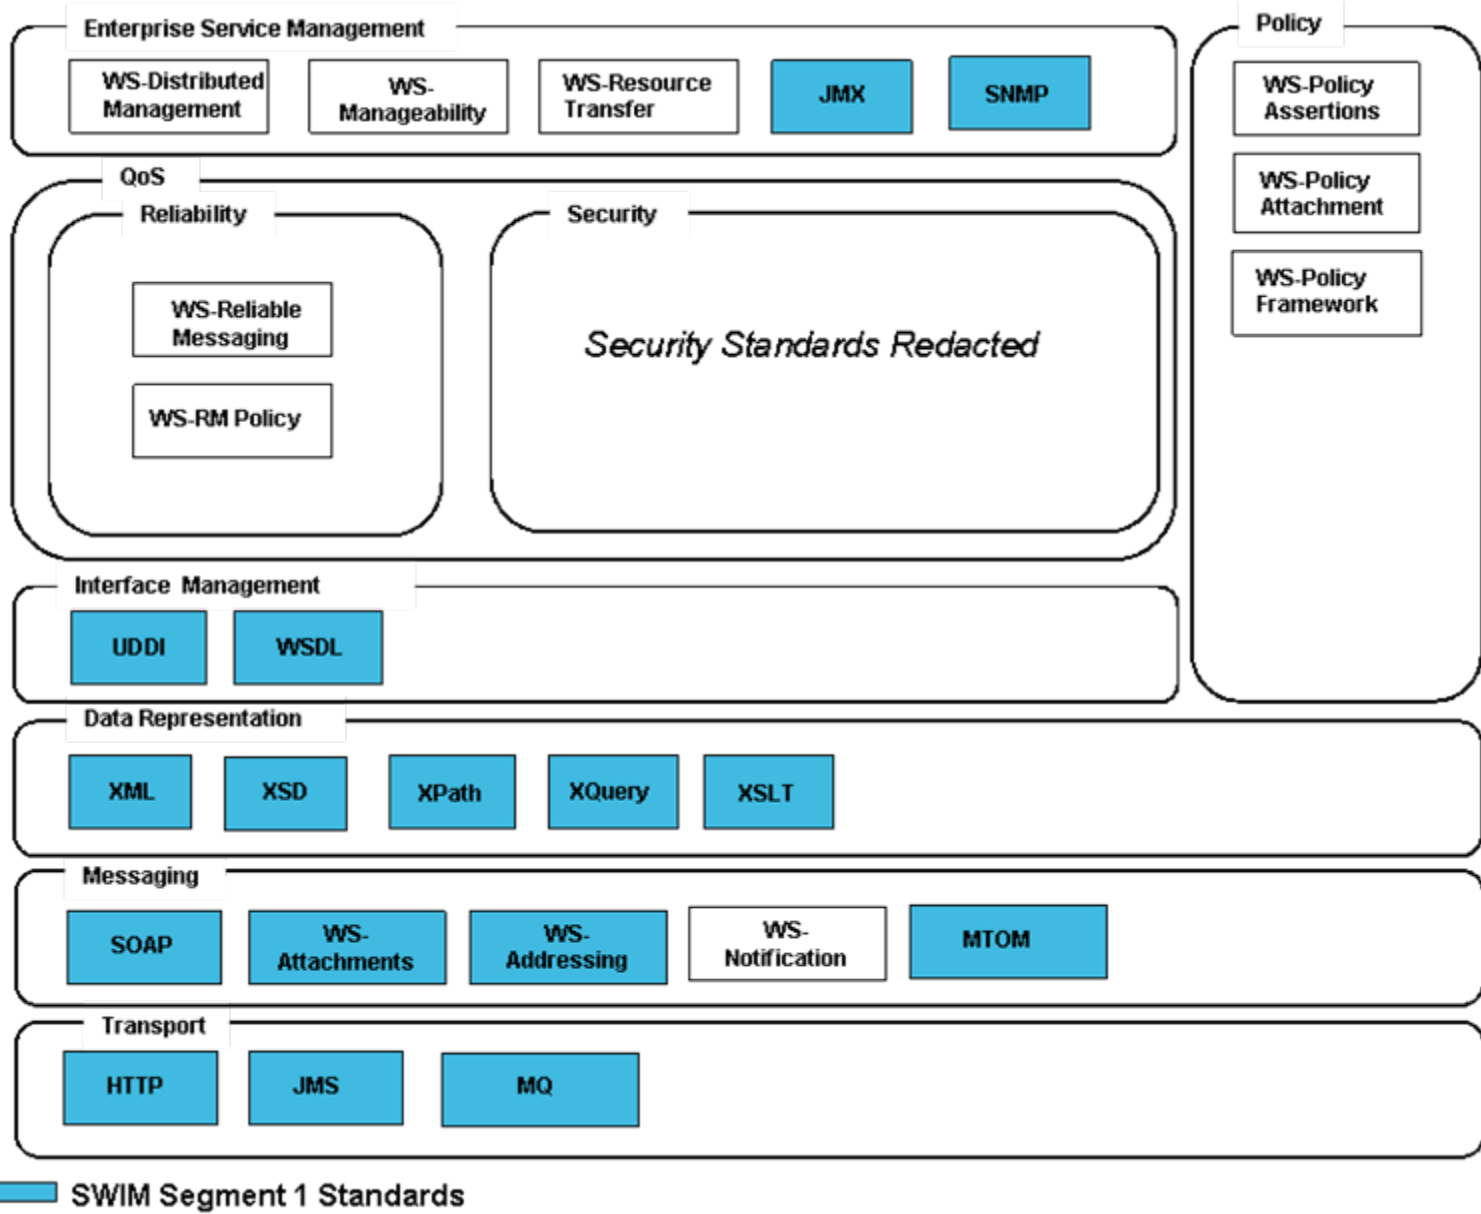 Enterprise Service Management
WS-Distributed
Management
WS-
Manageability
WS-Resource
Transfer
JMX
SNMP
Policy
WS-Policy
Assertions
WS-Policy
Attachment
WS-Policy
Framework
QoS
Reliability
WS-Reliable
Messaging
WS-RM Policy
Security
Security Standards Redacted
Interface Management
UDDI
WSDL
Data Representation
XML
XSD
XPath
XQuery
XSLT
Messaging
SOAP
WS-
Attachments
WS-
Addressing
WS-
Notification
MTOM
Transport
HTTP
JMS
MQ
SWIM Segment 1 Standards